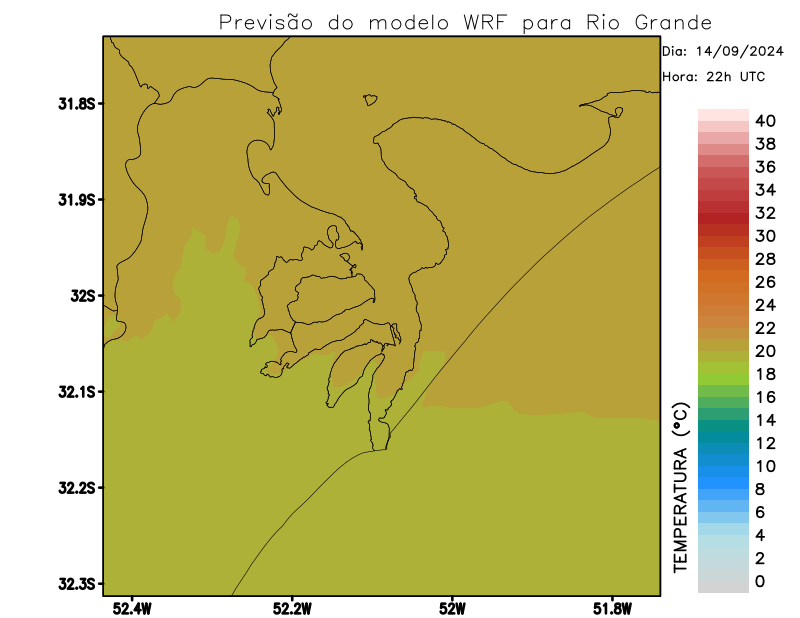 Previsão do modelo WRF para Rio Grande
Dia: 14/09/2024
Hora: 22h UTC
31.8S
31.9S
32S
32.1S
32.2S
32.3S
52.4W
52.2W
52W
51.8W
40
38
36
34
32
30
28
26
24
22
20
18
16
14
12
10
8
6
4
2
0
TEMPERATURA (°C)